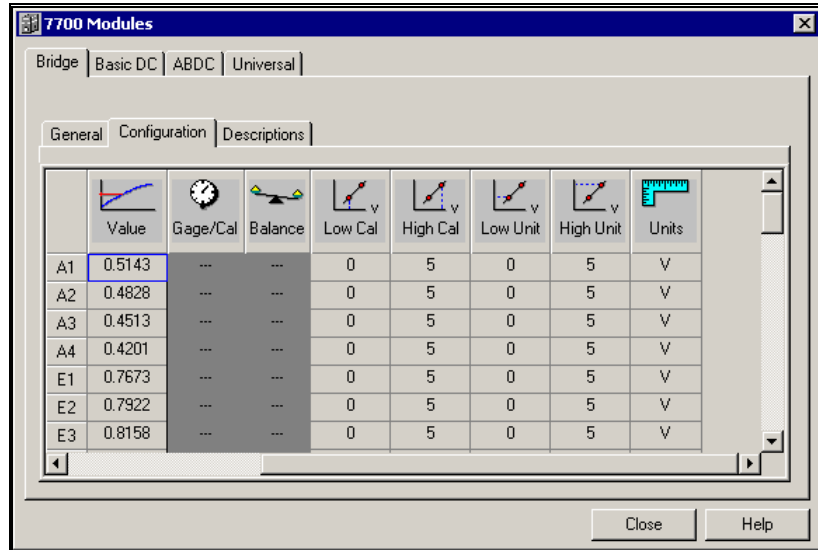 7700 Modules
Bridge Basic DC ABDC Universal
General Configuration Descriptions
V V V V
Value Gage/Cal Balance Low Cal High Cal Low Unit High Unit Units
A1 0.5143 --- --- 0 5 0 5 V
A2 0.4828 --- --- 0 5 0 5 V
A3 0.4513 --- --- 0 5 0 5 V
A4 0.4201 --- --- 0 5 0 5 V
E1 0.7673 --- --- 0 5 0 5 V
E2 0.7922 --- --- 0 5 0 5 V
E3 0.8158 --- --- 0 5 0 5 V
Close Help